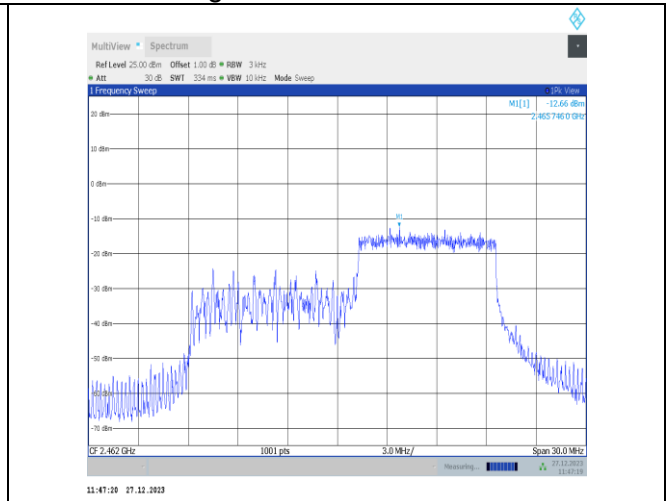 MultiView Spectrum
Ref Level 25.00 dBm Offset 1.00 dB RBW 3 kHz
Att 30 dB SWT 334 ms VBW 10 kHz Mode Sweep
1 Frequency Sweep 1Pk View
M1[1] -12.66 dBm
2.465 746 0 GHz
20 dBm
10 dBm
0 dBm
-10 dBm
M1
-20 dBm
-30 dBm
-40 dBm
-50 dBm
-60 dBm
-70 dBm
CF 2.462 GHz 1001 pts 3.0 MHz/ Span 30.0 MHz
Measuring... 27.12.2023
11:47:19
11:47:20 27.12.2023